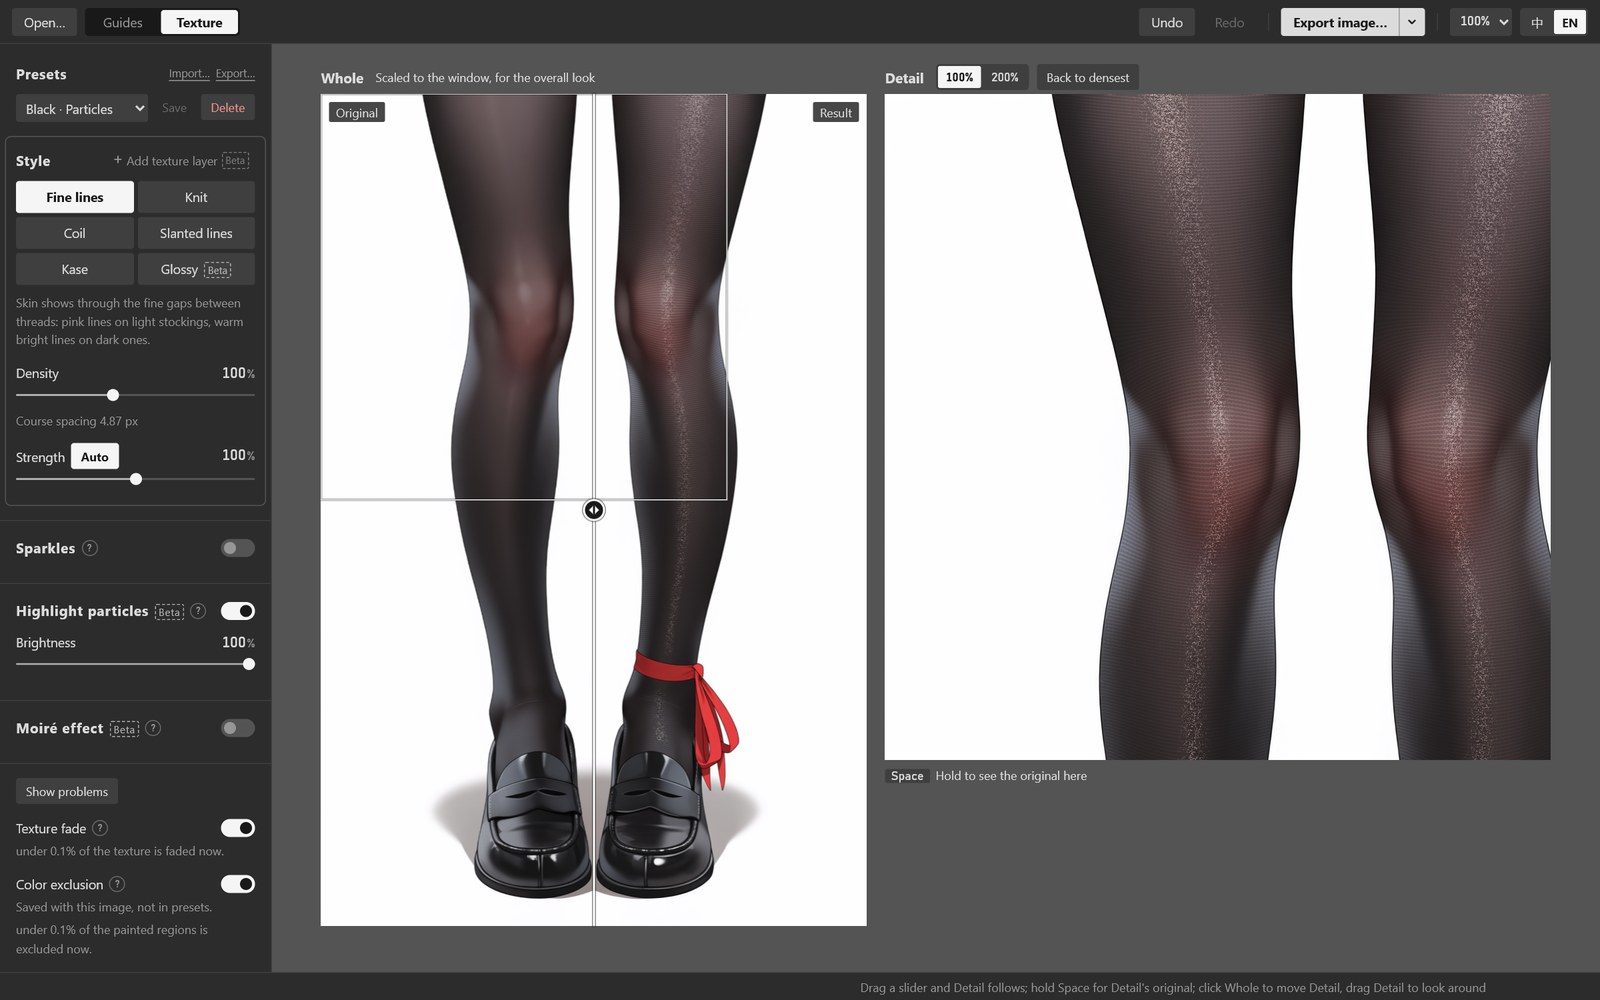 Open...
Guides
Texture
Undo
Redo
Export image...
100%
中
EN
Presets
Import...
Export...
Black · Particles
Save
Delete
Style
+ Add texture layer Beta
Fine lines
Knit
Coil
Slanted lines
Kase
Glossy Beta
Skin shows through the fine gaps between
threads: pink lines on light stockings, warm
bright lines on dark ones.
Density 100%
Course spacing 4.87 px
Strength Auto 100%
Sparkles ?
Highlight particles Beta ?
Brightness 100%
Moiré effect Beta ?
Show problems
Texture fade ?
under 0.1% of the texture is faded now.
Color exclusion ?
Saved with this image, not in presets.
under 0.1% of the painted regions is
excluded now.
Whole Scaled to the window, for the overall look
Original
Result
Detail 100% 200% Back to densest
Space Hold to see the original here
Drag a slider and Detail follows; hold Space for Detail's original; click Whole to move Detail, drag Detail to look around